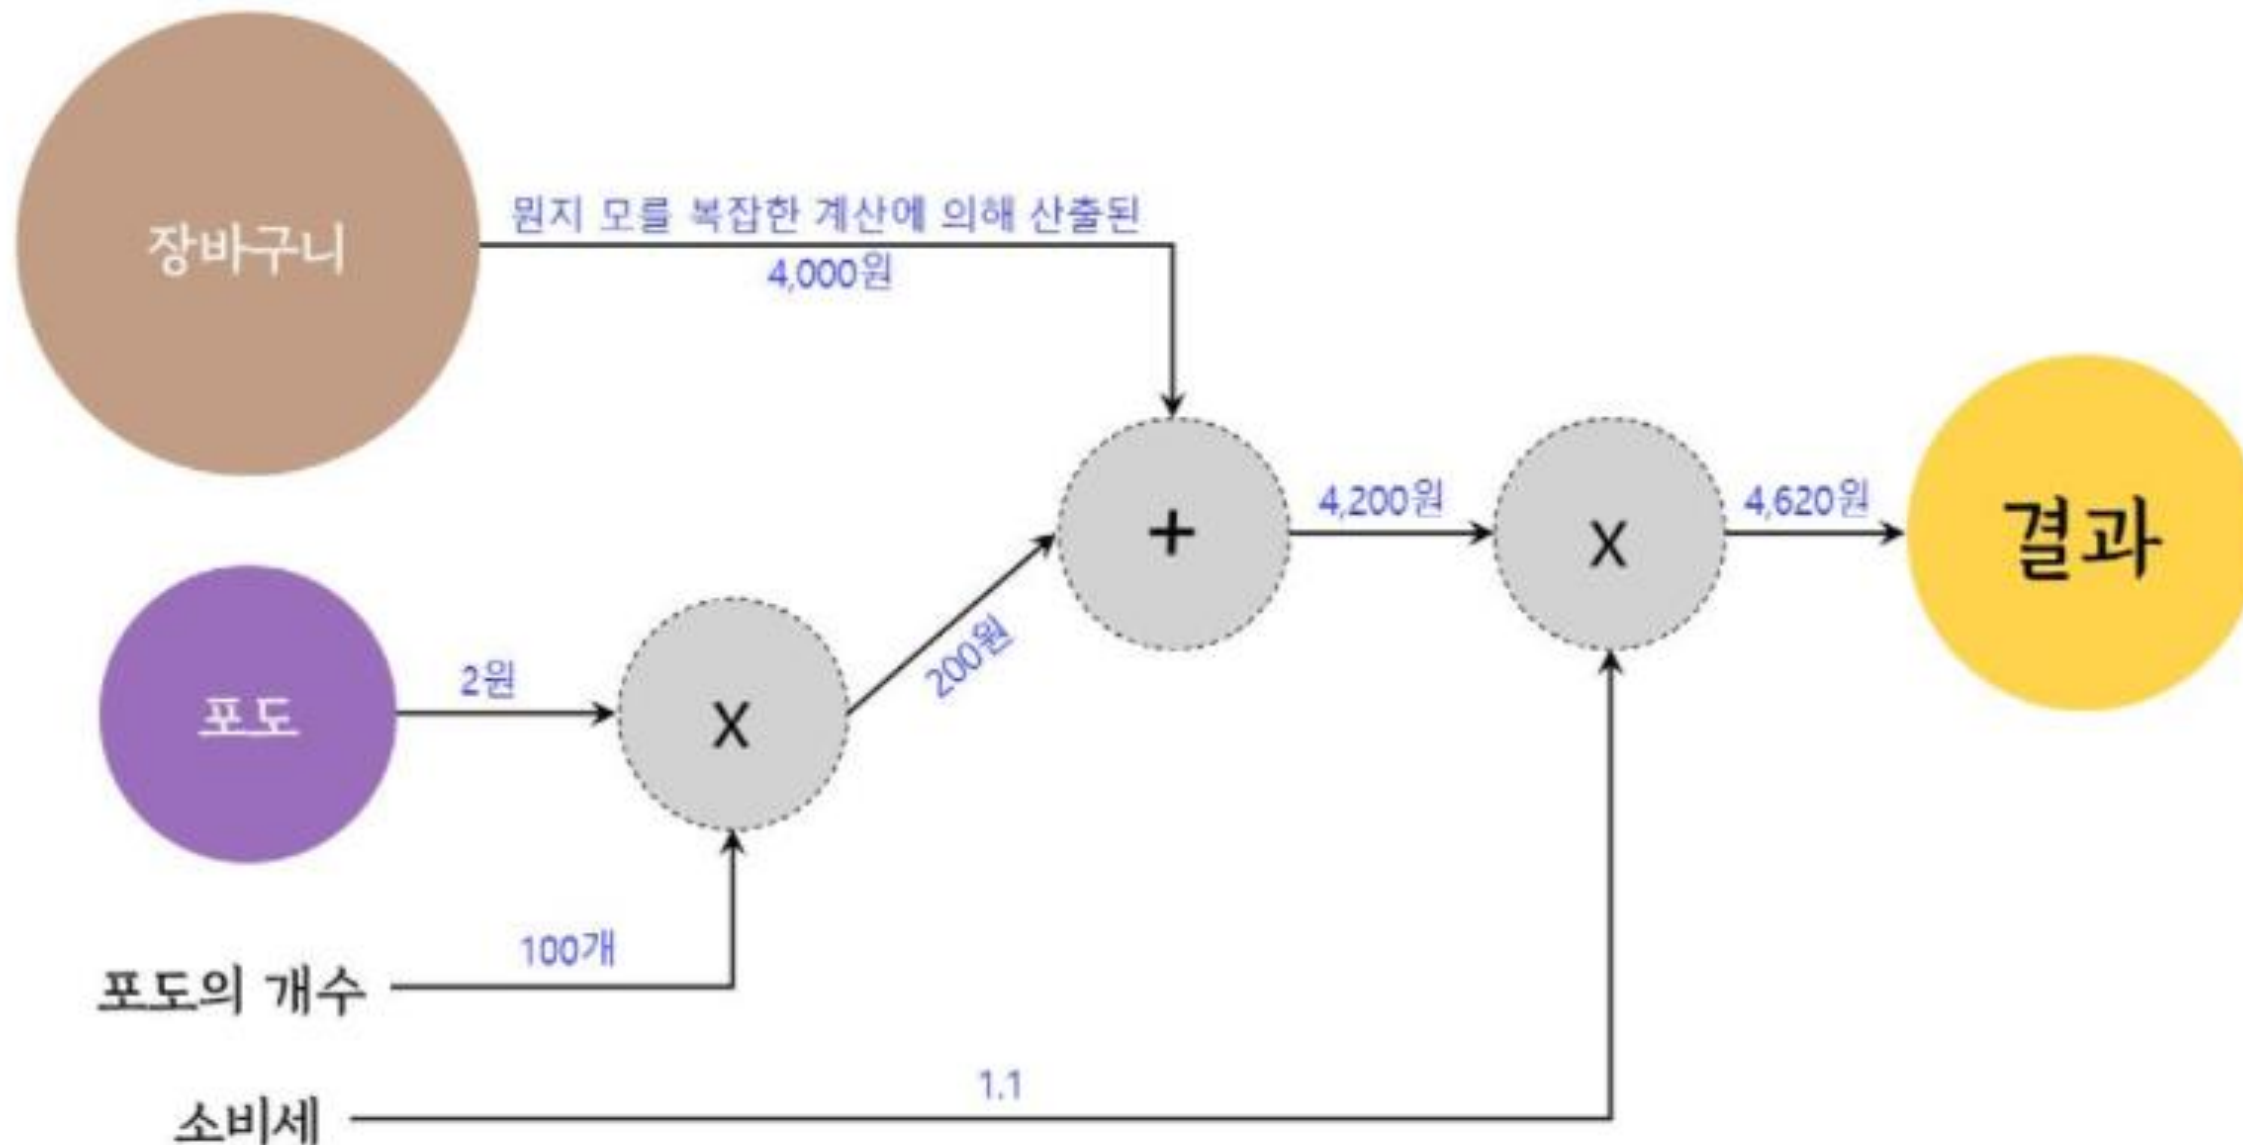 뭔지 모를 복잡한 계산에 의해 산출된
장바구니
4,000원
4,200원
4,620원
+
x
결과
2원
200원
포도
x
100개
포도의 개수
1.1
소비세